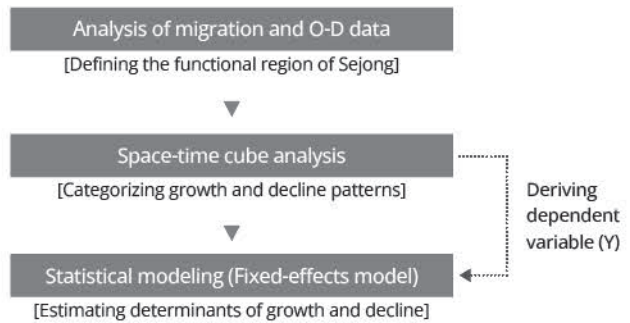 Analysis of migration and O-D data
[Defining the functional region of Sejong]
Space-time cube analysis
[Categorizing growth and decline patterns]
Deriving
dependent
variable (Y)
Statistical modeling (Fixed-effects model)
[Estimating determinants of growth and decline]